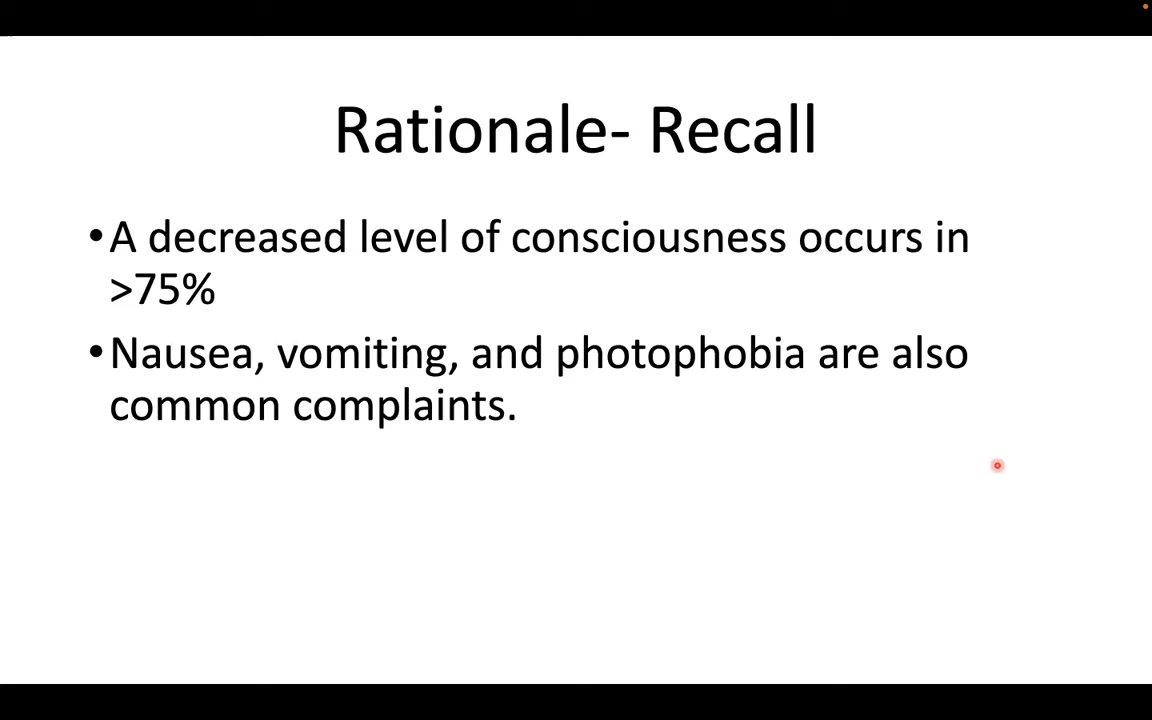 Rationale- Recall
•A decreased level of consciousness occurs in
>75%
•Nausea, vomiting, and photophobia are also
common complaints.